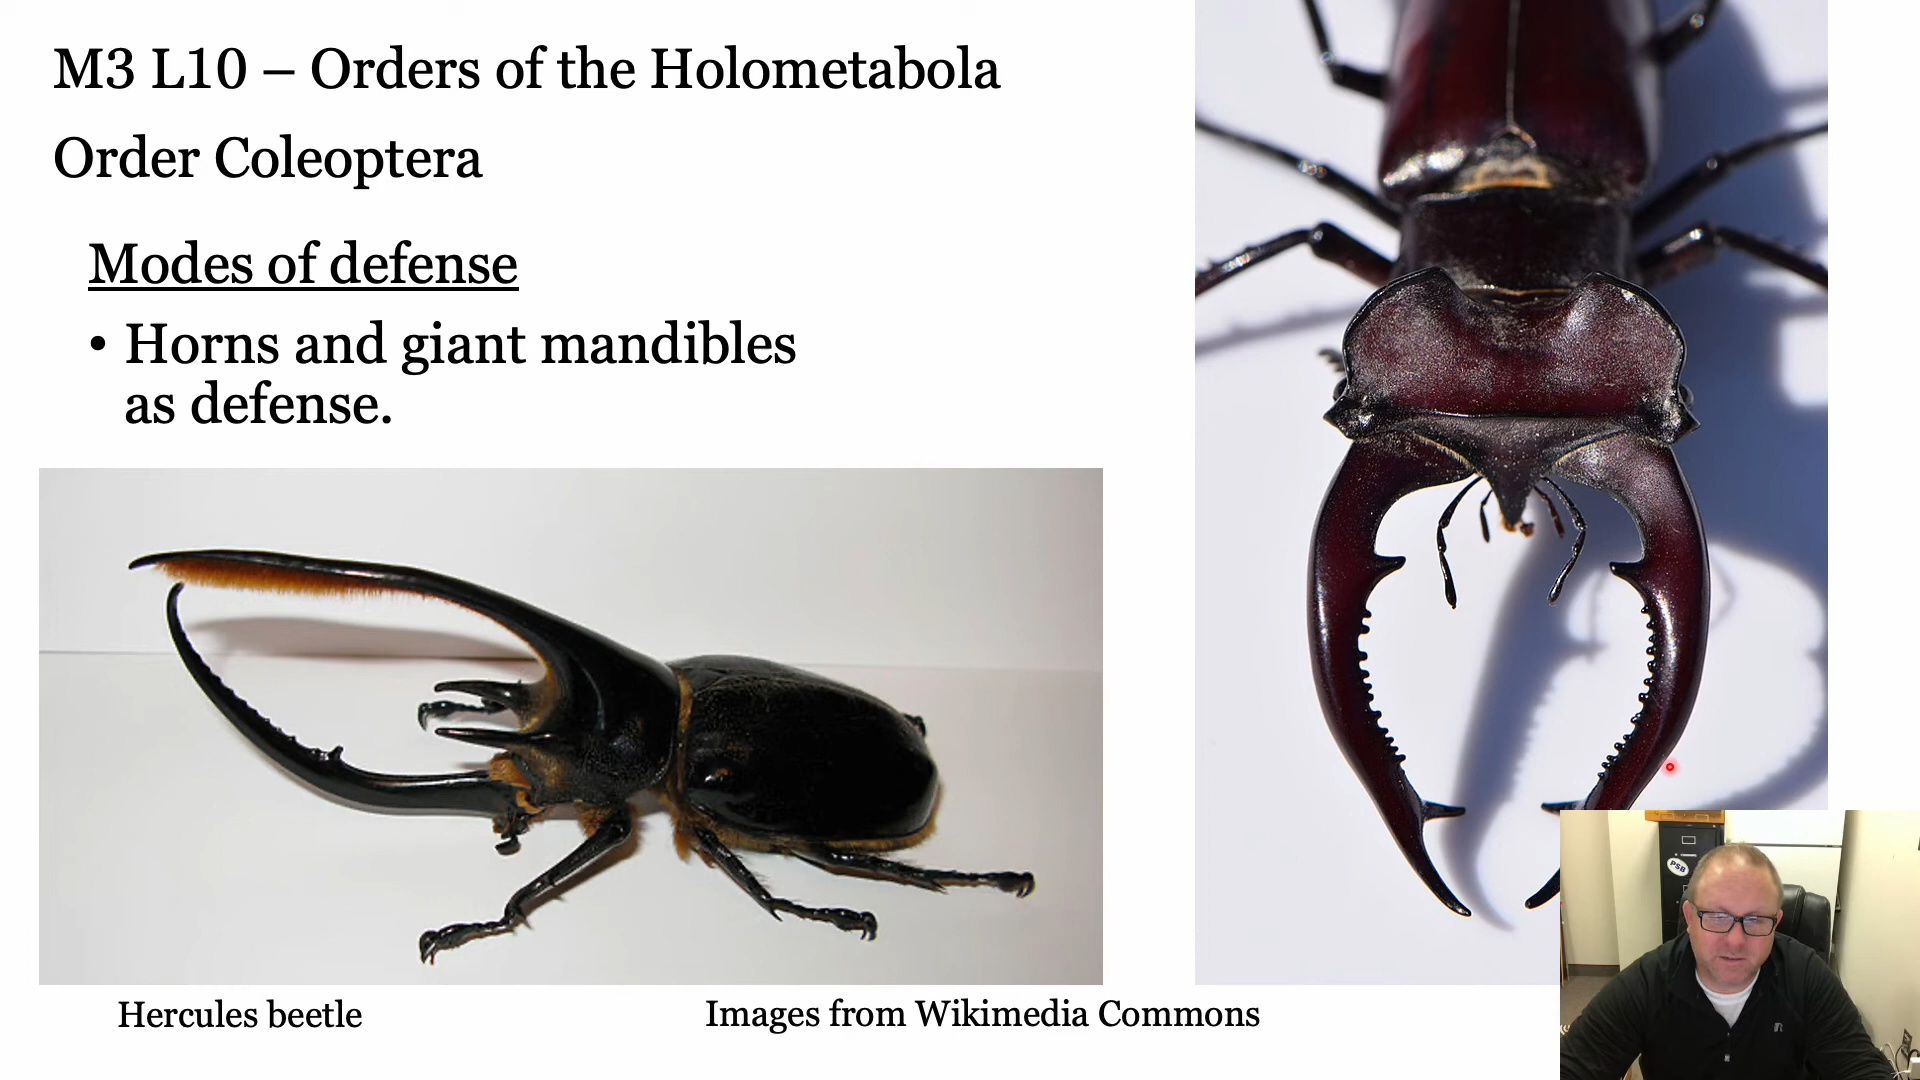 M3 L10 – Orders of the Holometabola
Order Coleoptera
Modes of defense
• Horns and giant mandibles
as defense.
Hercules beetle
Images from Wikimedia Commons
PSB
R